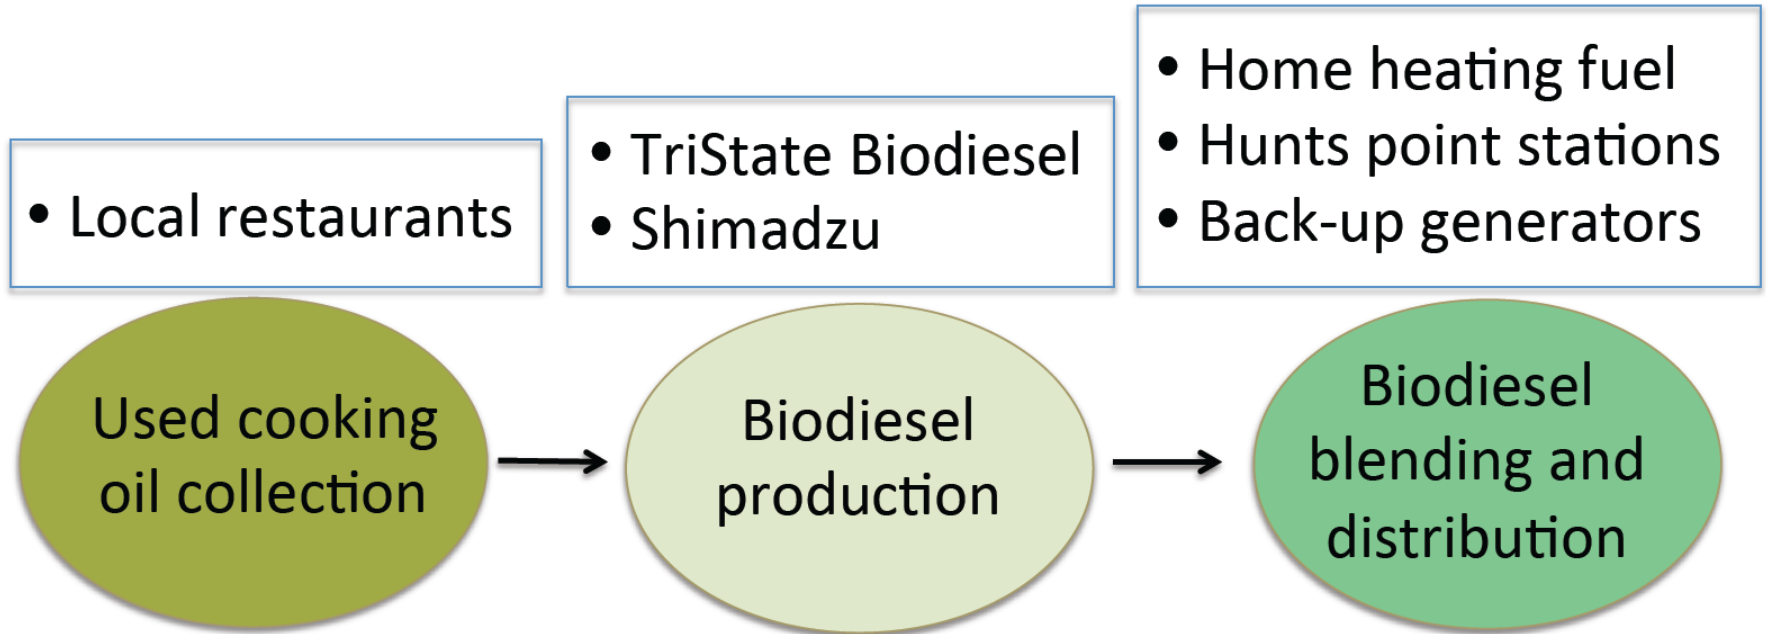 • Local restaurants
• TriState Biodiesel
• Shimadzu
• Home heating fuel
• Hunts point stations
• Back-up generators
Used cooking
oil collection
Biodiesel
production
Biodiesel
blending and
distribution